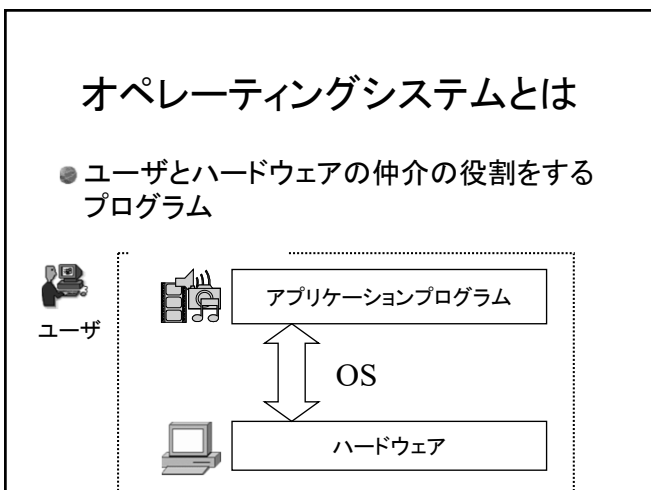 オペレーティングシステムとは
ユーザとハードウェアの仲介の役割をする
プログラム
ユーザ
アプリケーションプログラム
OS
ハードウェア